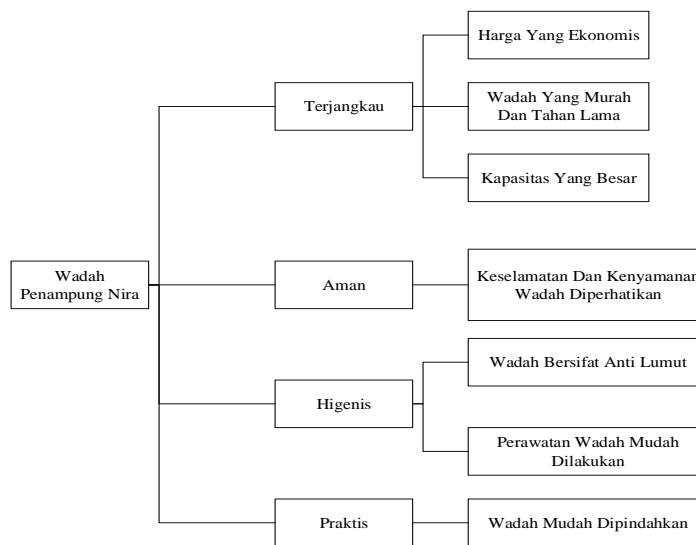 Harga Yang Ekonomis
Terjangkau
Wadah Yang Murah
Dan Tahan Lama
Kapasitas Yang Besar
Wadah
Penampung Nira
Aman
Keselamatan Dan Kenyamanan
Wadah Diperhatikan
Higenis
Wadah Bersifat Anti Lumut
Perawatan Wadah Mudah
Dilakukan
Praktis
Wadah Mudah Dipindahkan